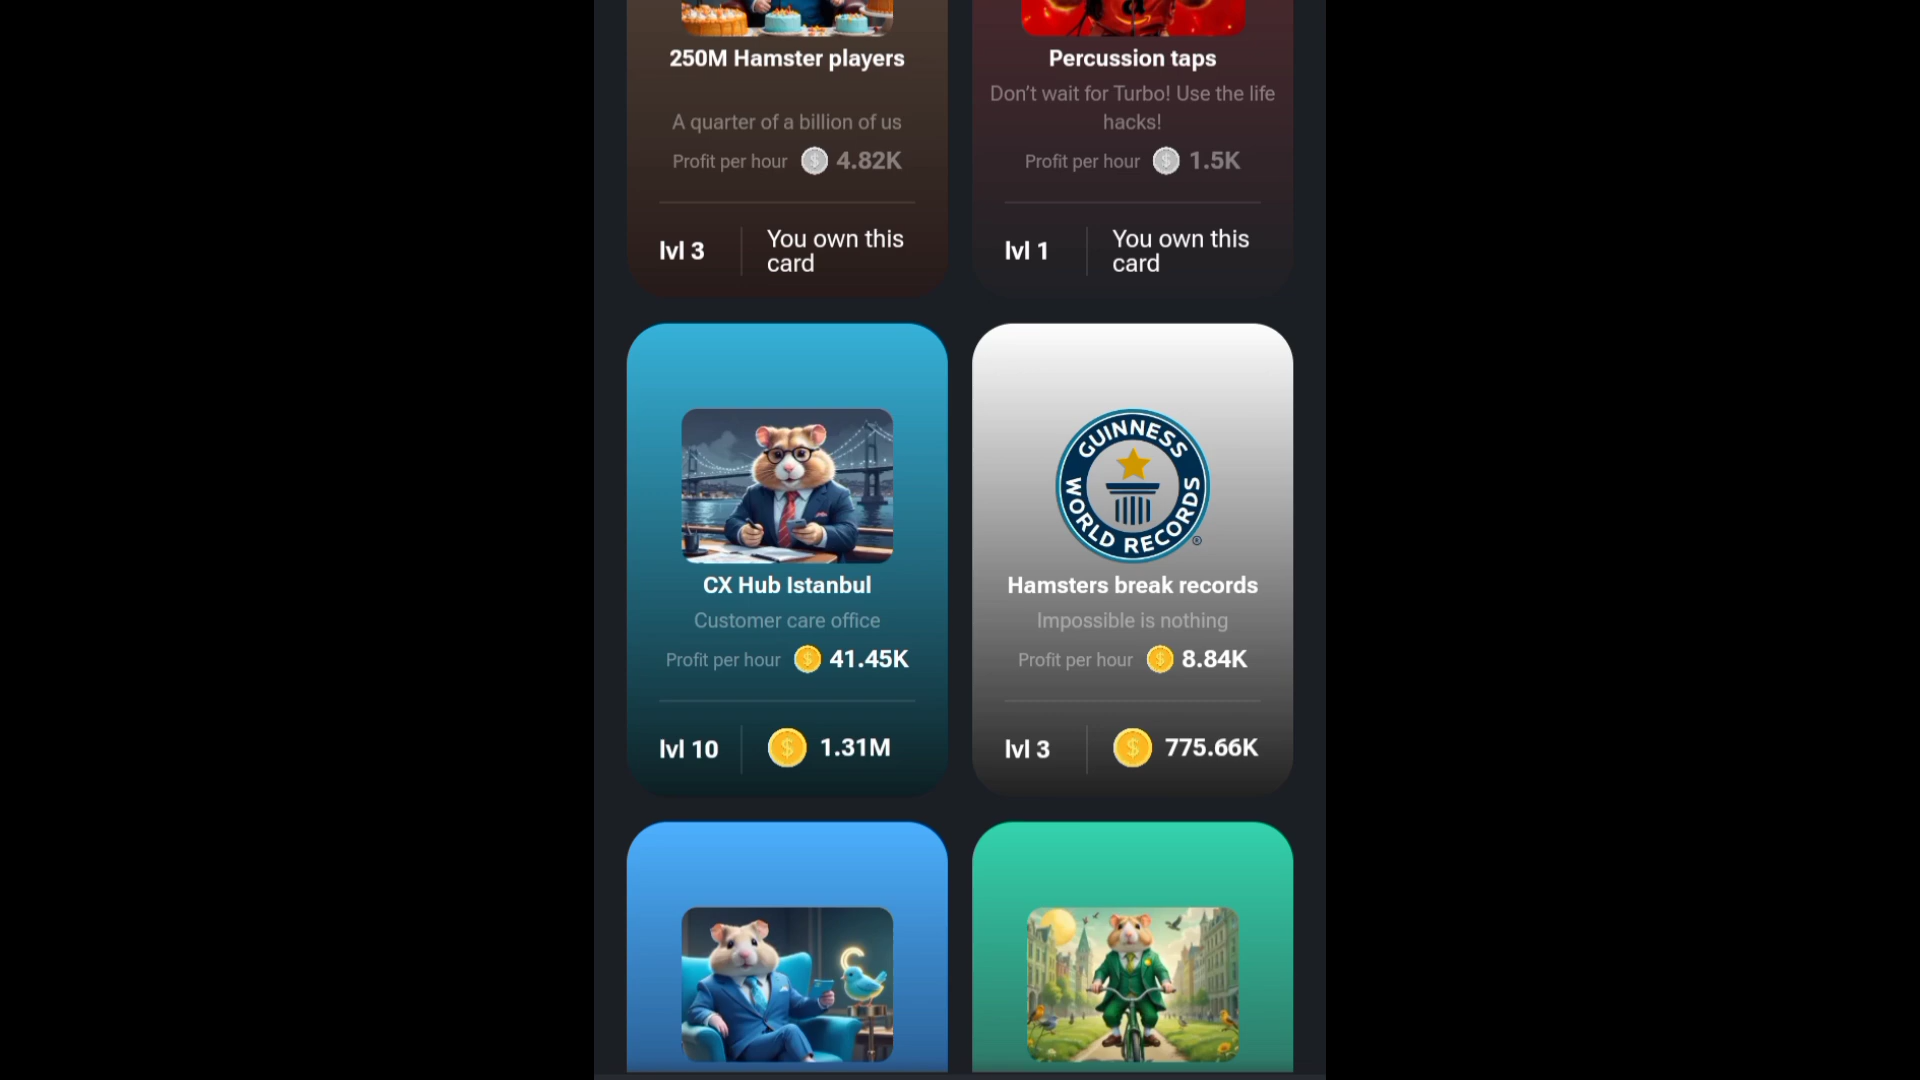 250M Hamster players
A quarter of a billion of us
Profit per hour 4.82K
lvl 3
You own this
card
Percussion taps
Don’t wait for Turbo! Use the life
hacks!
Profit per hour 1.5K
lvl 1
You own this
card
CX Hub Istanbul
Customer care office
Profit per hour 41.45K
lvl 10
1.31M
GUINNESS
WORLD RECORDS
®
Hamsters break records
Impossible is nothing
Profit per hour 8.84K
lvl 3
775.66K